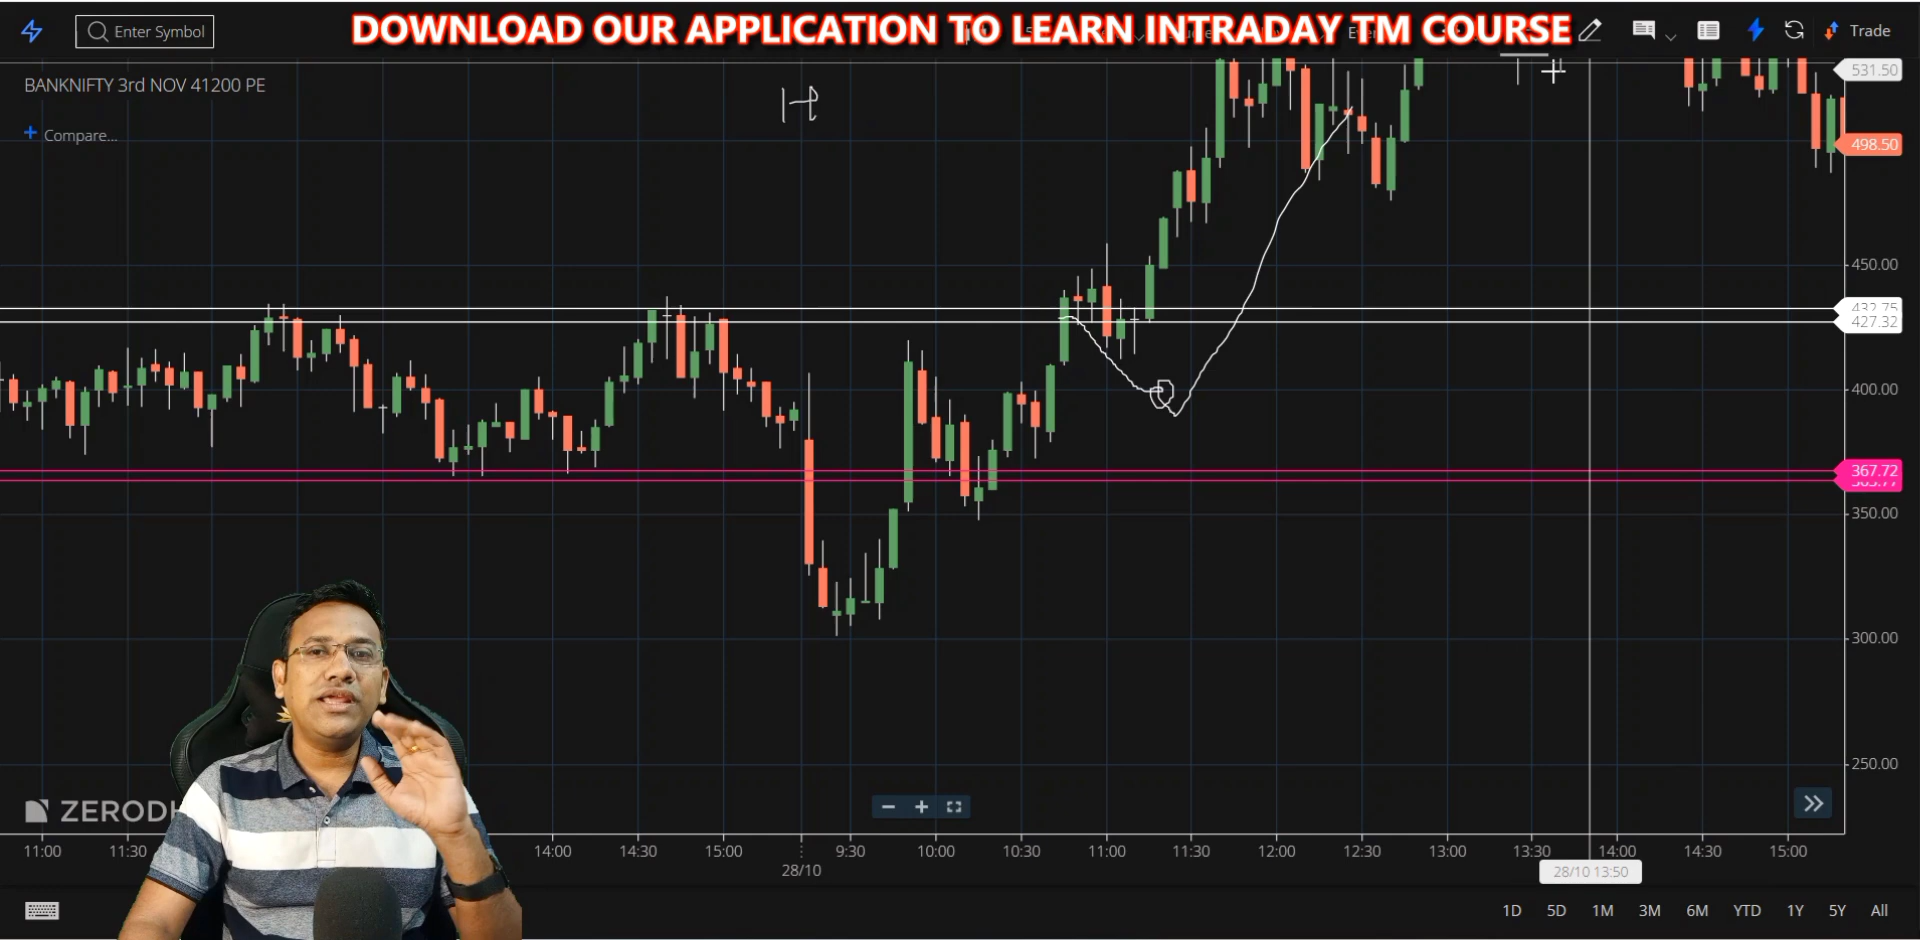 DOWNLOAD OUR APPLICATION TO LEARN INTRADAY TM COURSE
Enter Symbol
Trade
BANKNIFTY 3rd NOV 41200 PE
Compare...
531.50
498.50
450.00
427.32
400.00
367.72
350.00
300.00
250.00
11:00 11:30 14:00 14:30 15:00 9:30 10:00 10:30 11:00 11:30 12:00 12:30 13:00 13:30 14:00 14:30 15:00
28/10
28/10 13:50
1D 5D 1M 3M 6M YTD 1Y 5Y All